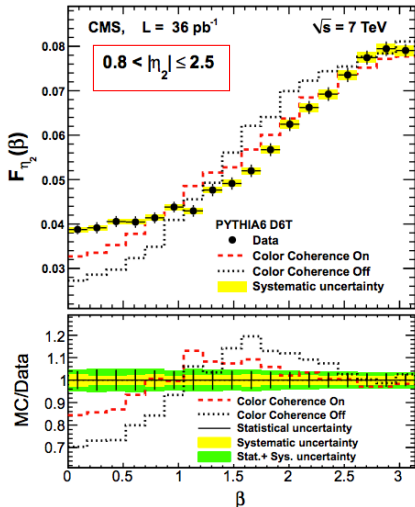 CMS, L = 36 pb⁻¹ √s = 7 TeV
0.8 < |η₂| ≤ 2.5
0.08
0.07
0.06
0.05
0.04
0.03
F_η₂(β)
PYTHIA6 D6T
Data
Color Coherence On
Color Coherence Off
Systematic uncertainty
1.2
1.1
1
0.9
0.8
0.7
MC/Data
Color Coherence On
Color Coherence Off
Statistical uncertainty
Systematic uncertainty
Stat.+ Sys. uncertainty
0 0.5 1 1.5 2 2.5 3
β